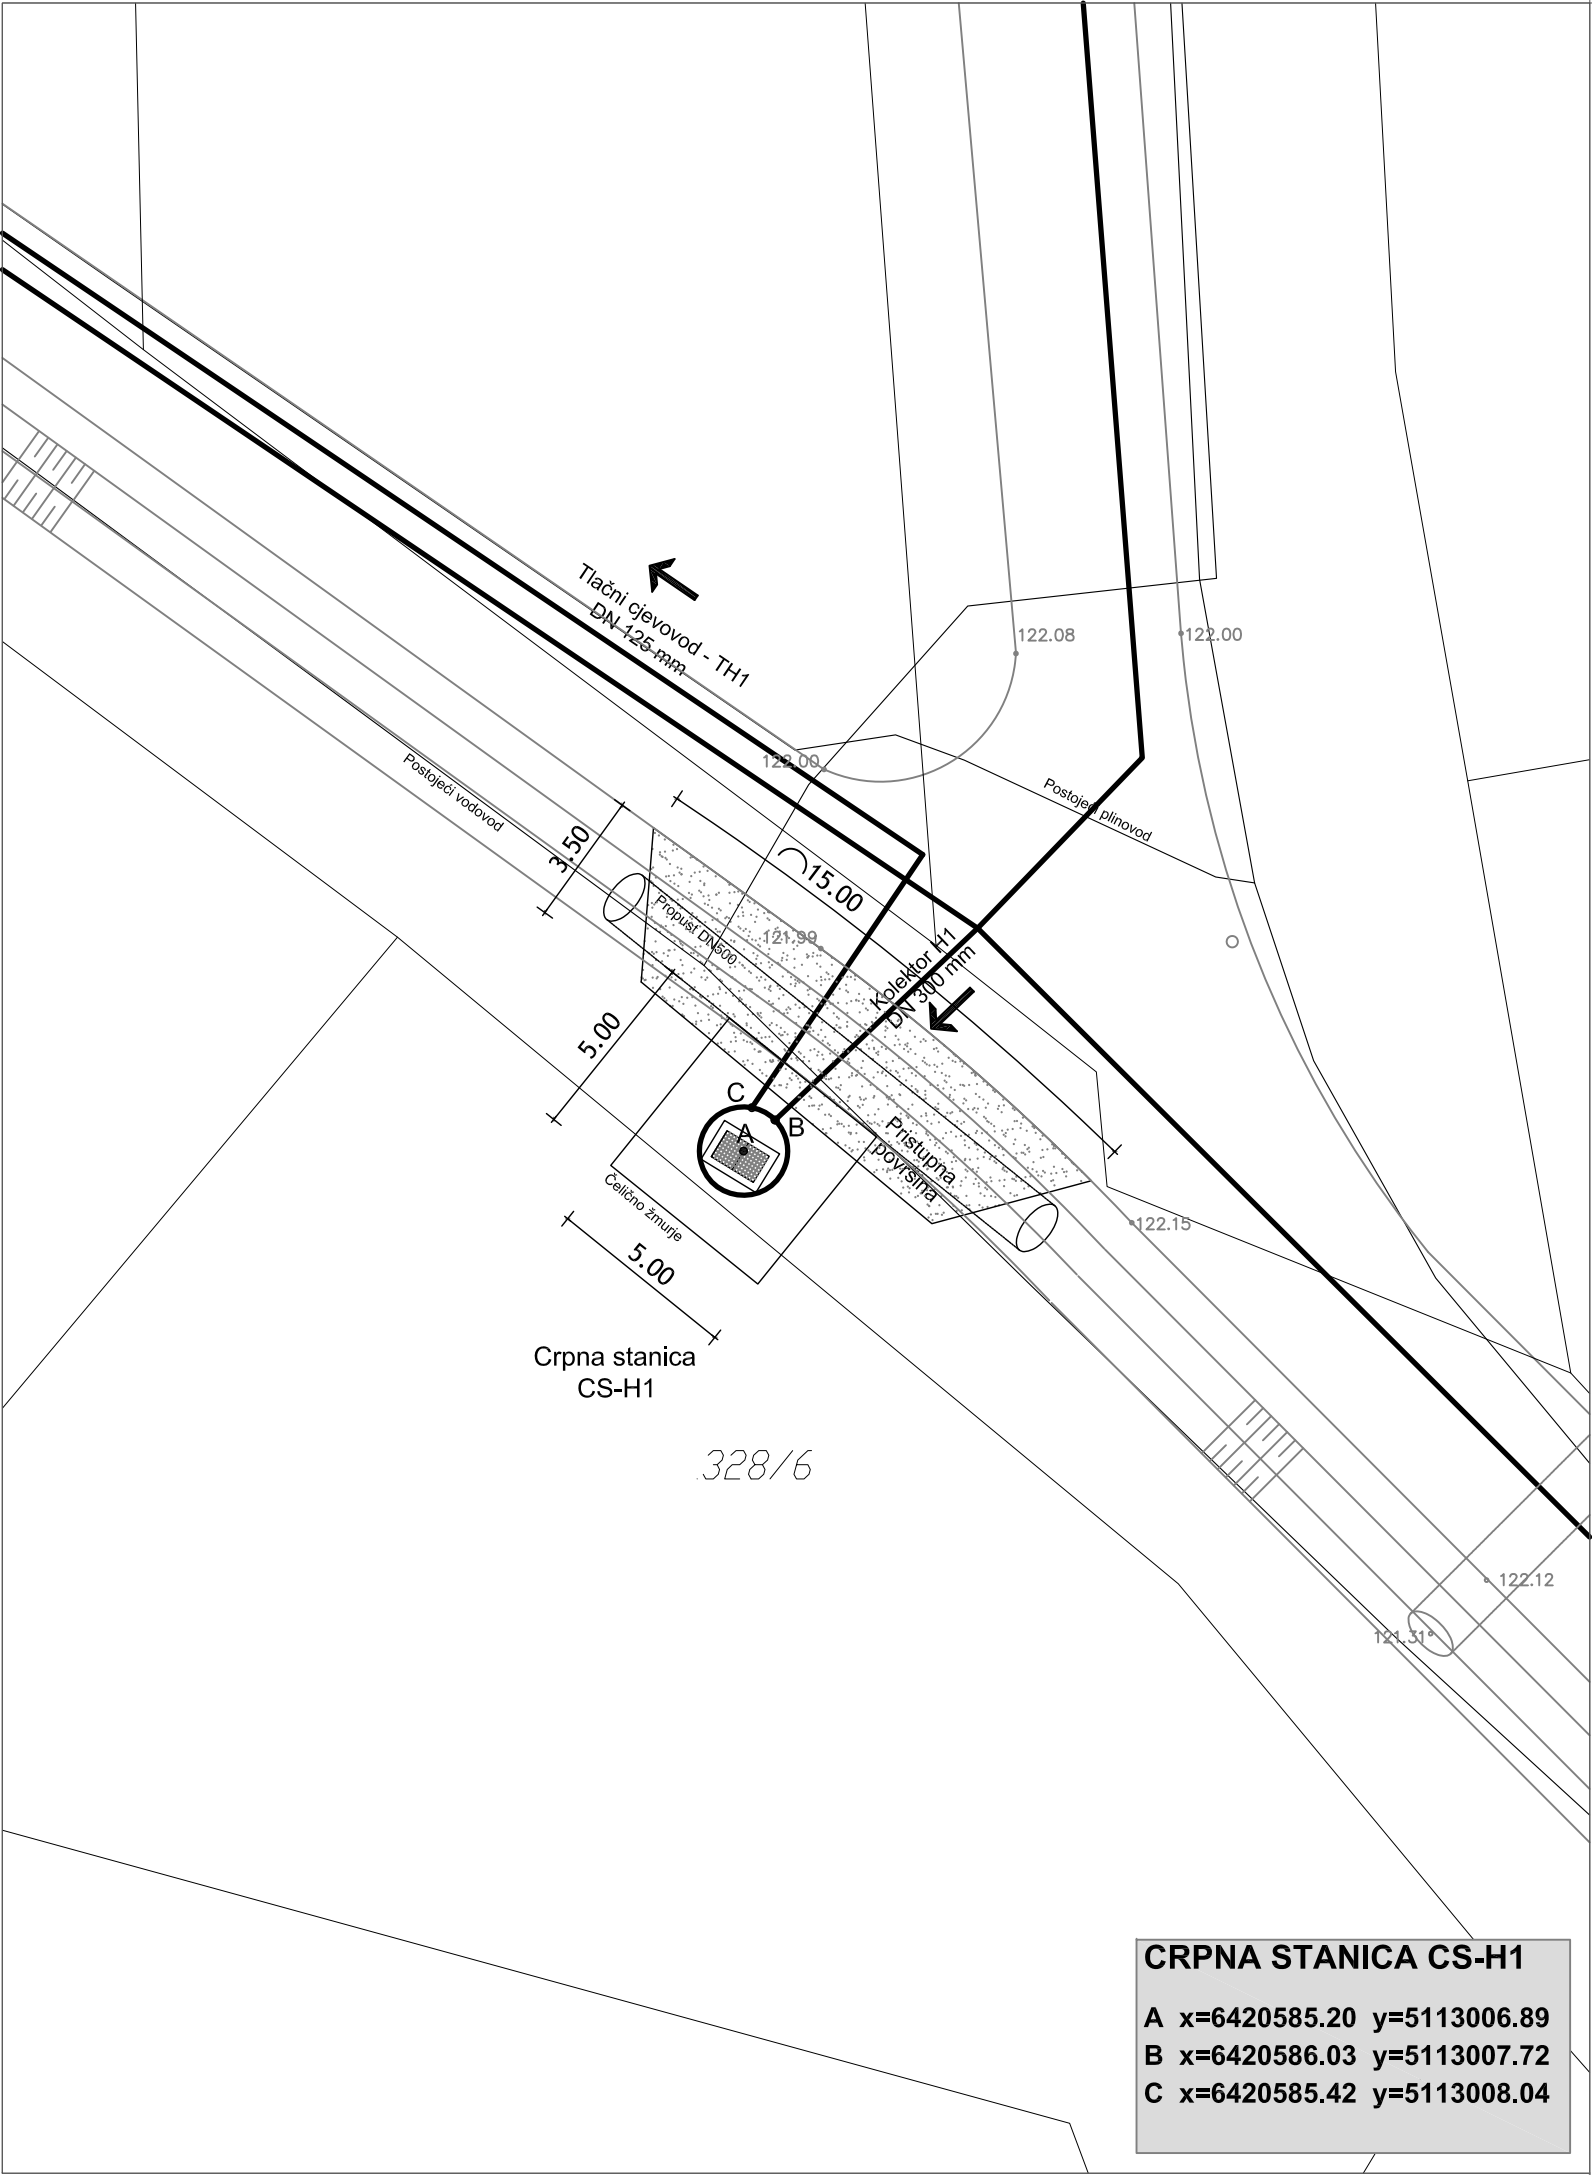 Tlačni cjevovod - TH1
DN 125 mm
122.08
122.00
122.00
Postojeći vodovod
Postojeći plinovod
3.50
15.00
Propust DN500
121.99
Kolektor H1
DN 300 mm
5.00
C
B
A
Pristupna
površina
Čelično žmurje
122.15
5.00
Crpna stanica
CS-H1
328/6
122.12
121.31
CRPNA STANICA CS-H1
A x=6420585.20 y=5113006.89
B x=6420586.03 y=5113007.72
C x=6420585.42 y=5113008.04